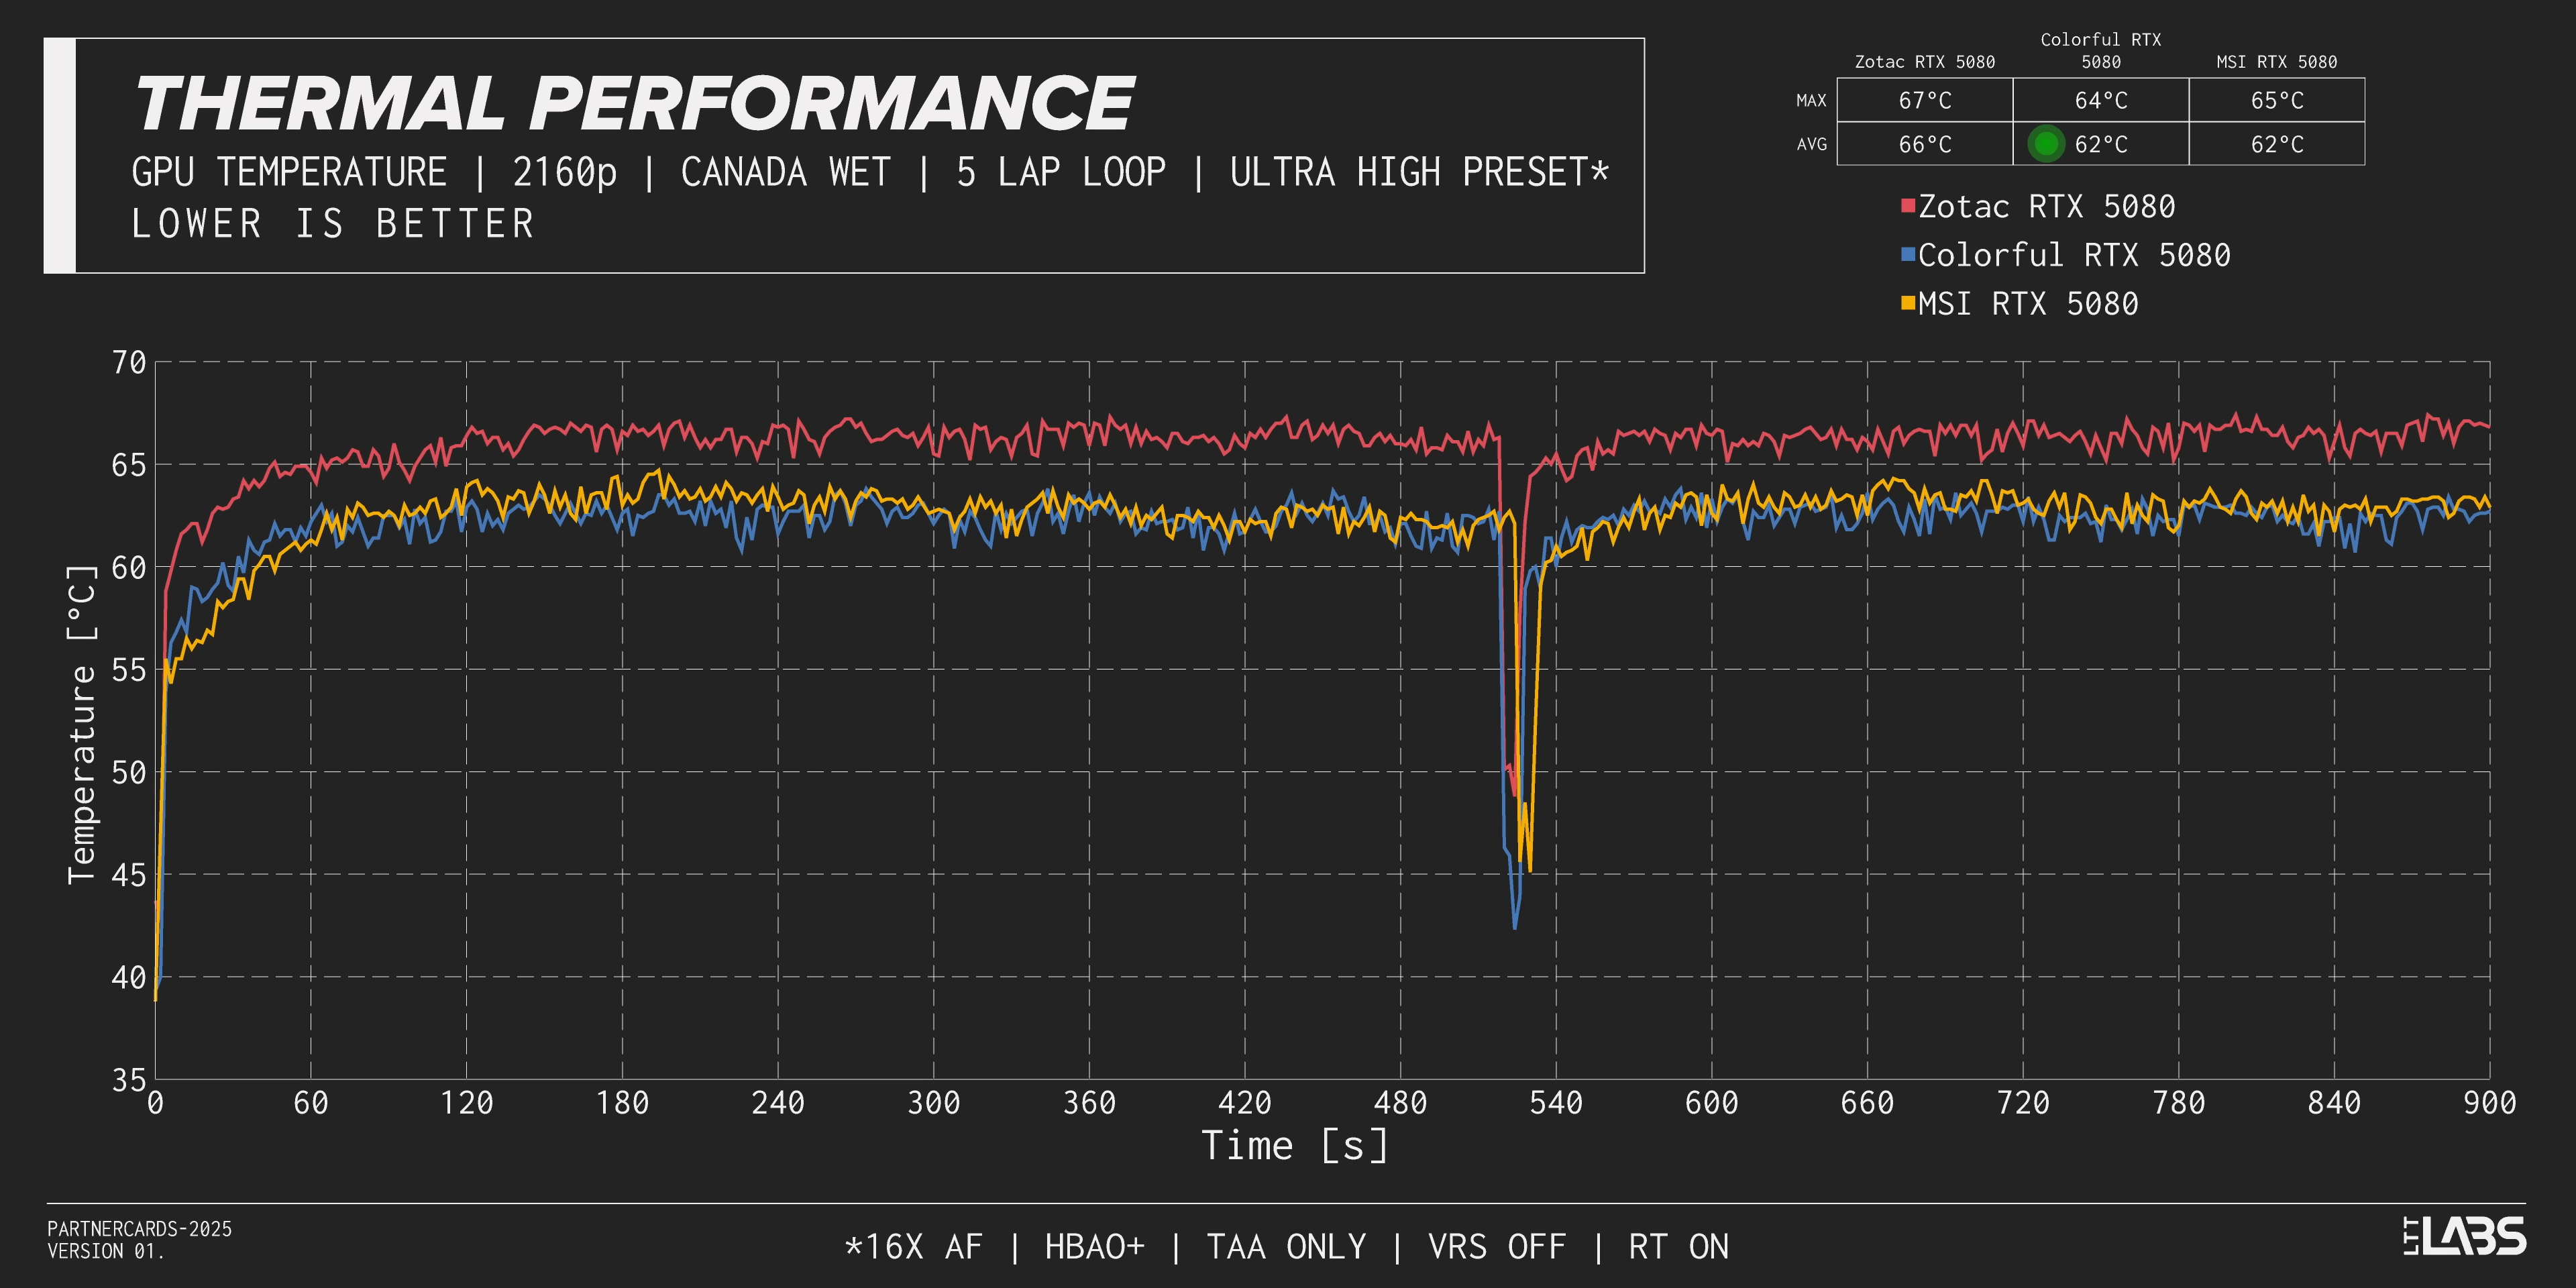 THERMAL PERFORMANCE
GPU TEMPERATURE | 2160p | CANADA WET | 5 LAP LOOP | ULTRA HIGH PRESET*
LOWER IS BETTER
Colorful RTX
Zotac RTX 5080 5080 MSI RTX 5080
MAX 67°C 64°C 65°C
AVG 66°C 62°C 62°C
Zotac RTX 5080
Colorful RTX 5080
MSI RTX 5080
Temperature [°C]
70
65
60
55
50
45
40
35
0 60 120 180 240 300 360 420 480 540 600 660 720 780 840 900
Time [s]
PARTNERCARDS-2025
VERSION 01.
*16X AF | HBAO+ | TAA ONLY | VRS OFF | RT ON
LTT LABS